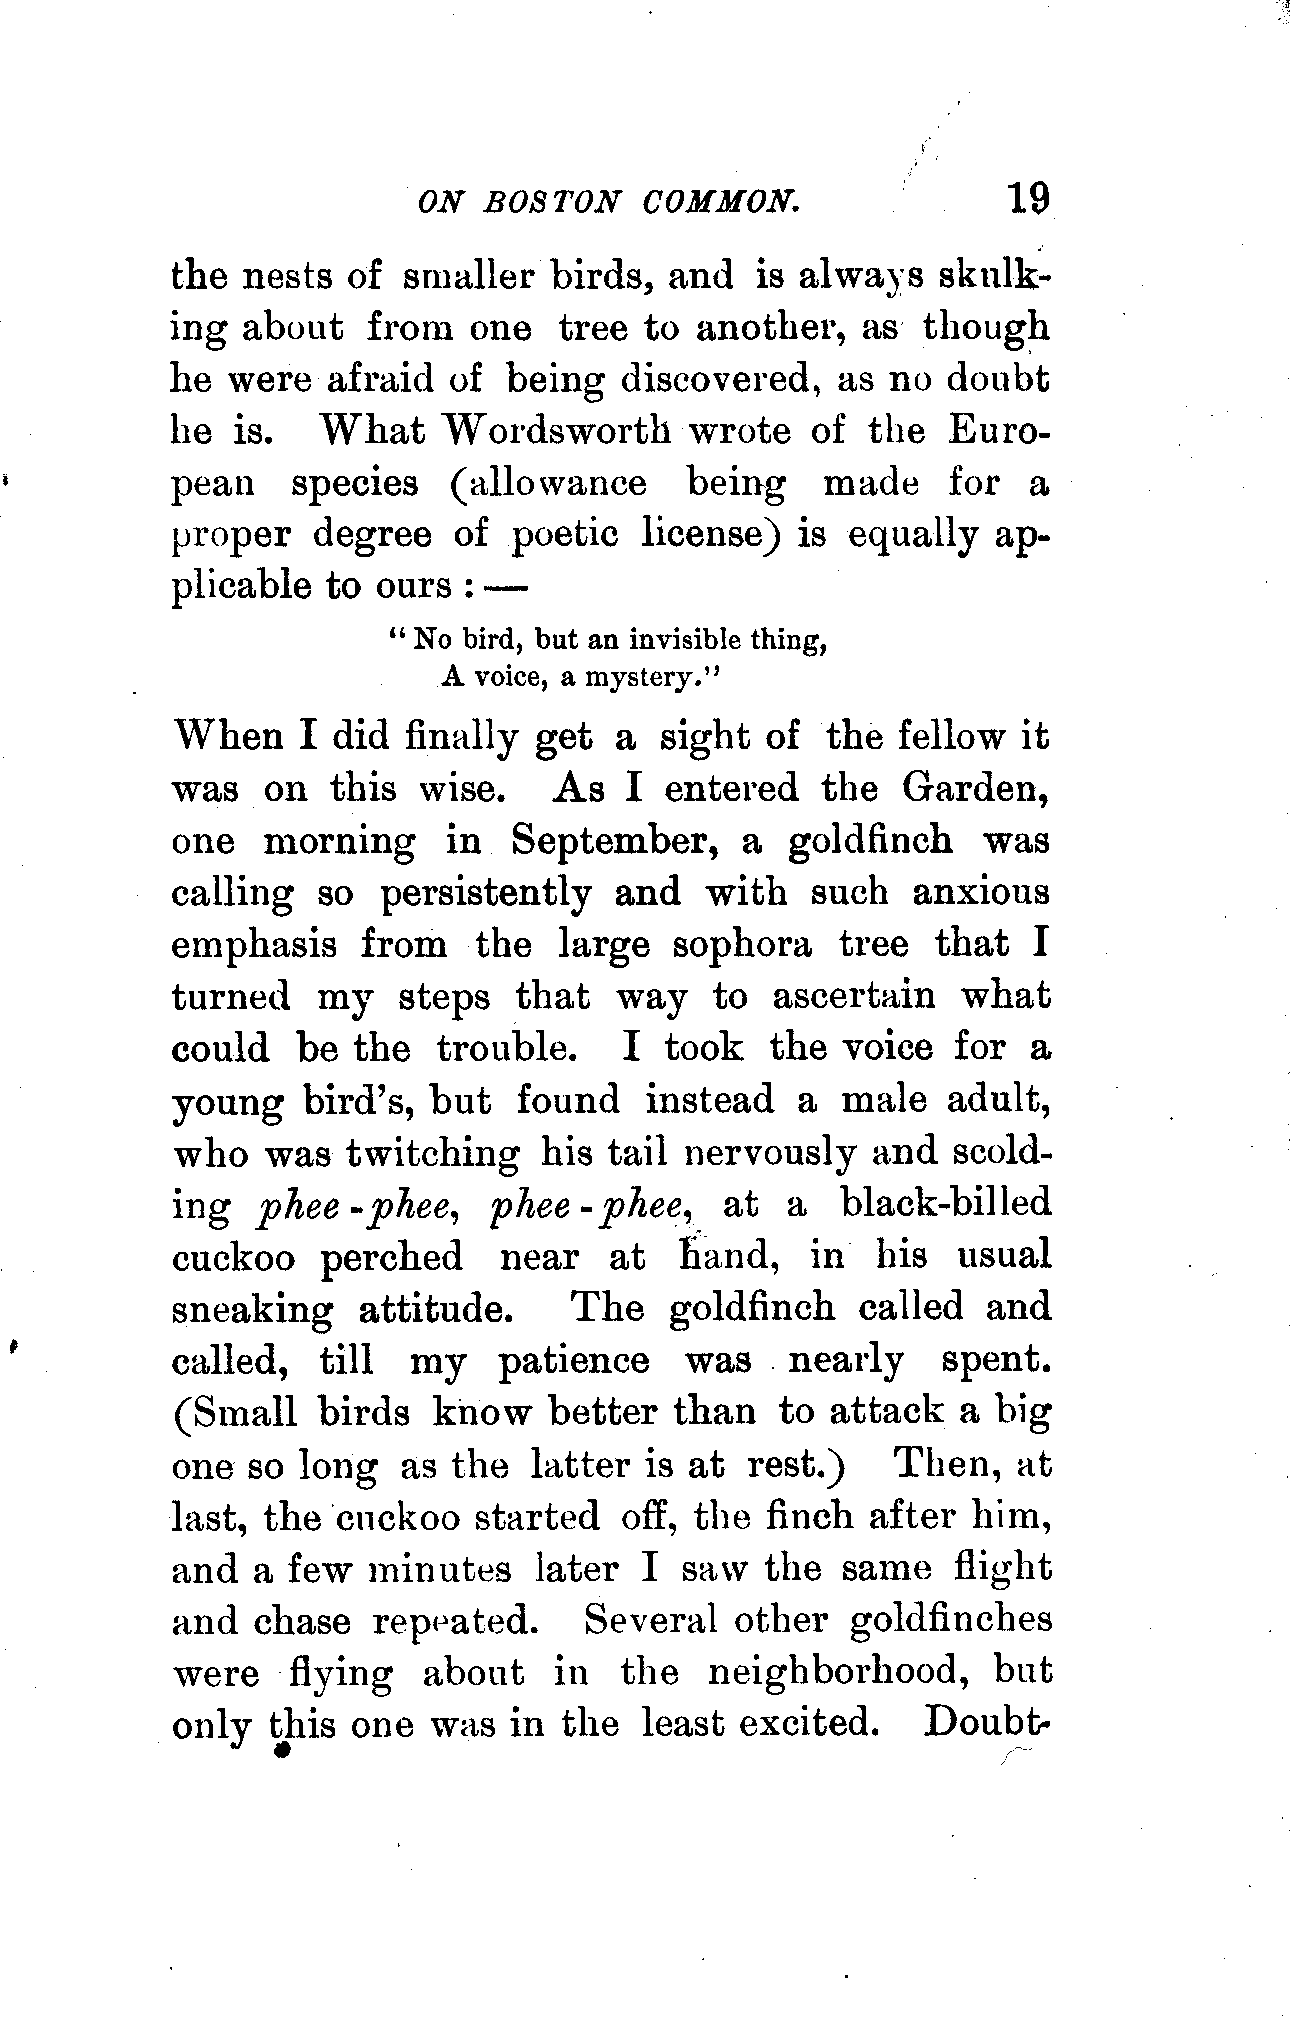 ON BOSTON COMMON. 19
the nests of smaller birds, and is always skulk-
ing about from one tree to another, as though
he were afraid of being discovered, as no doubt
he is. What Wordsworth wrote of the Euro-
pean species (allowance being made for a
proper degree of poetic license) is equally ap-
plicable to ours : —
“ No bird, but an invisible thing,
A voice, a mystery.”
When I did finally get a sight of the fellow it
was on this wise. As I entered the Garden,
one morning in September, a goldfinch was
calling so persistently and with such anxious
emphasis from the large sophora tree that I
turned my steps that way to ascertain what
could be the trouble. I took the voice for a
young bird's, but found instead a male adult,
who was twitching his tail nervously and scold-
ing phee-phee, phee-phee, at a black-billed
cuckoo perched near at hand, in his usual
sneaking attitude. The goldfinch called and
called, till my patience was nearly spent.
(Small birds know better than to attack a big
one so long as the latter is at rest.) Then, at
last, the cuckoo started off, the finch after him,
and a few minutes later I saw the same flight
and chase repeated. Several other goldfinches
were flying about in the neighborhood, but
only this one was in the least excited. Doubt-